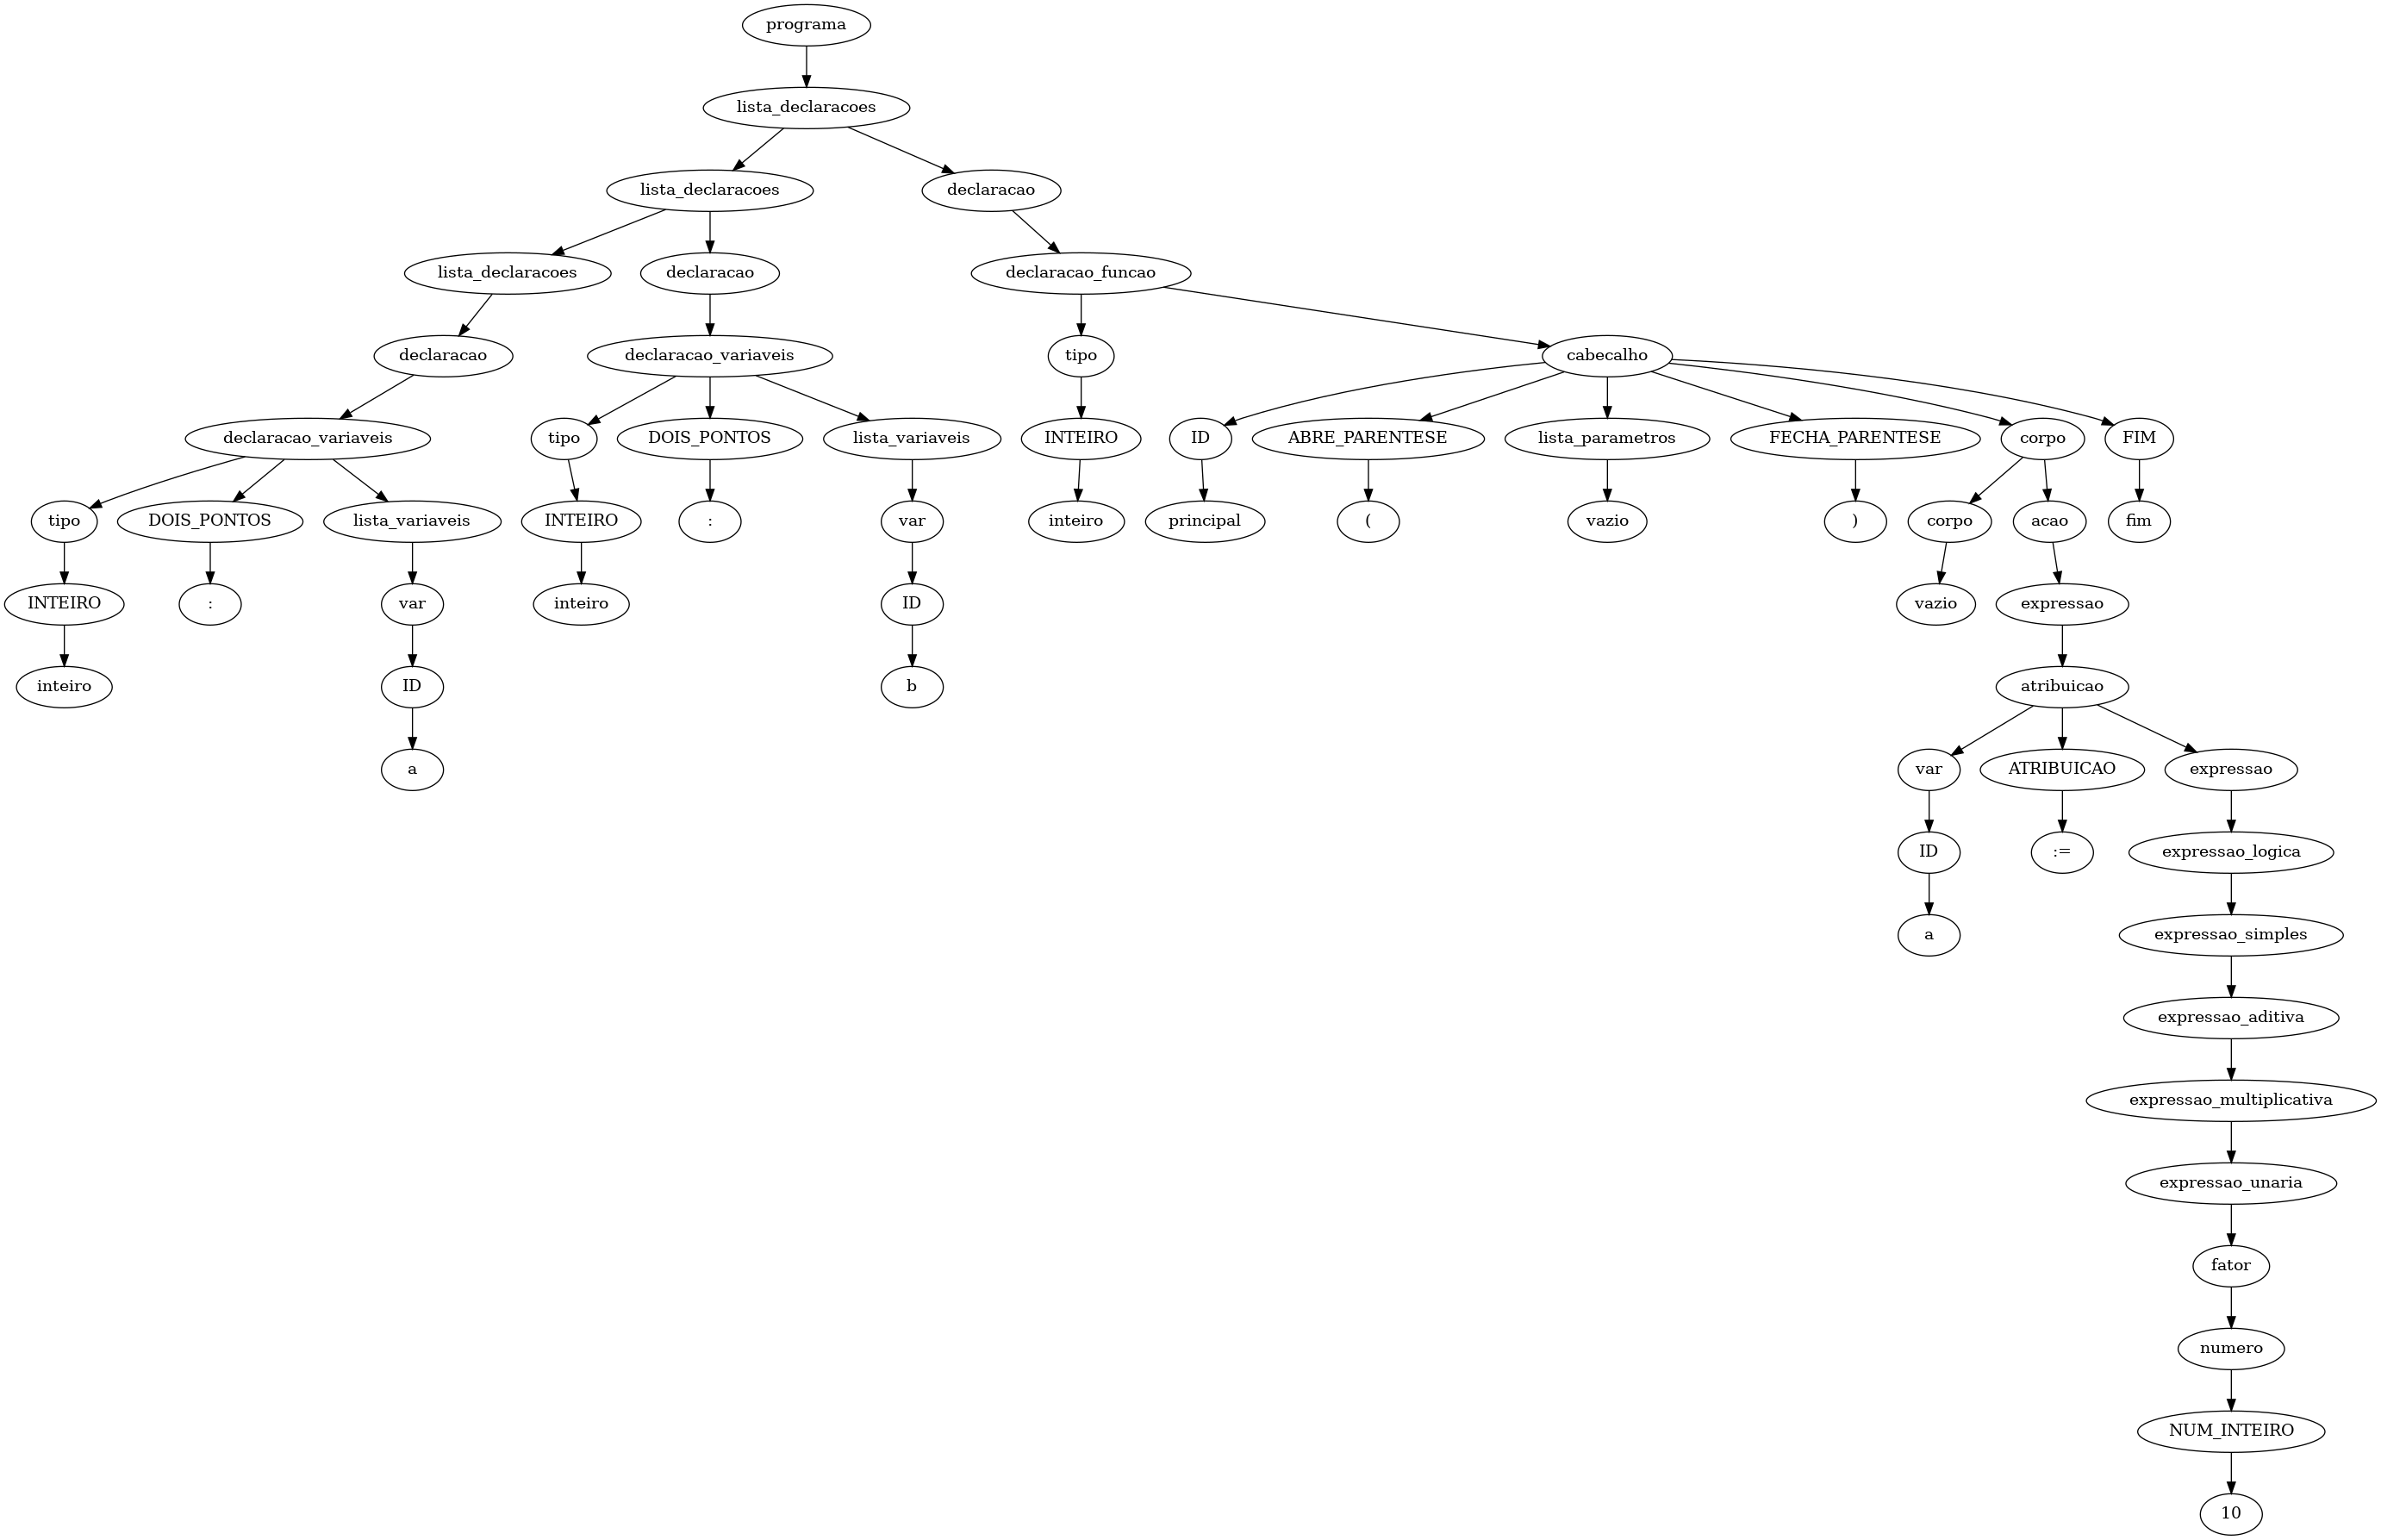 programa
lista_declaracoes
lista_declaracoes declaracao
lista_declaracoes declaracao declaracao_funcao
declaracao declaracao_variaveis tipo cabecalho
declaracao_variaveis tipo DOIS_PONTOS lista_variaveis INTEIRO ID ABRE_PARENTESE lista_parametros FECHA_PARENTESE corpo FIM
tipo DOIS_PONTOS lista_variaveis INTEIRO : var inteiro principal ( vazio ) corpo acao fim
INTEIRO : var inteiro ID vazio expressao
inteiro ID b atribuicao
a var ATRIBUICAO expressao
ID := expressao_logica
a expressao_simples
expressao_aditiva
expressao_multiplicativa
expressao_unaria
fator
numero
NUM_INTEIRO
10